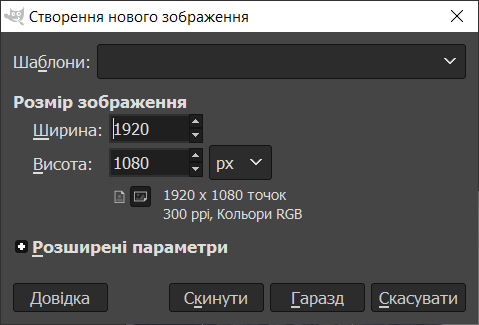 Створення нового зображення
Шаблони:
Розмір зображення
Ширина: 1920
Висота: 1080 px
1920 x 1080 точок
300 ppi, Кольори RGB
Розширені параметри
Довідка Скинути Гаразд Скасувати